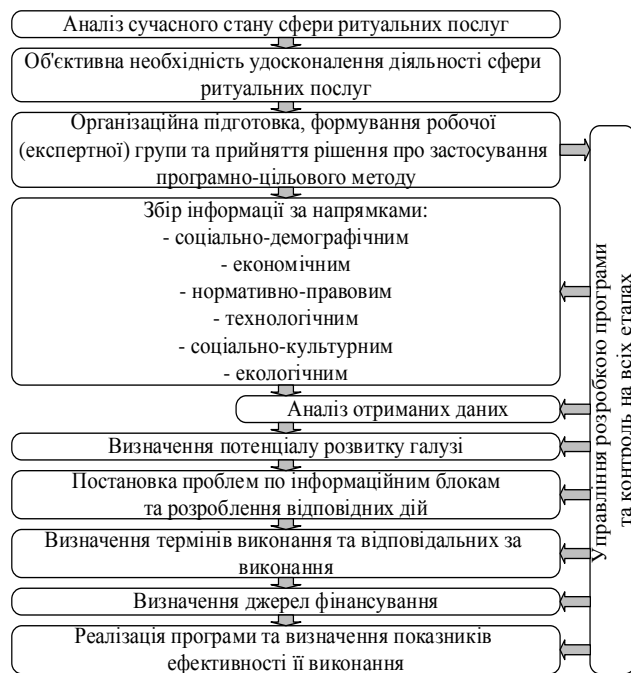 Аналіз сучасного стану сфери ритуальних послуг
Об'єктивна необхідність удосконалення діяльності сфери
ритуальних послуг
Організаційна підготовка, формування робочої
(експертної) групи та прийняття рішення про застосування
програмно-цільового методу
Збір інформації за напрямками:
- соціально-демографічним
- економічним
- нормативно-правовим
- технологічним
- соціально-культурним
- екологічним
Аналіз отриманих даних
Визначення потенціалу розвитку галузі
Постановка проблем по інформаційним блокам
та розроблення відповідних дій
Визначення термінів виконання та відповідальних за
виконання
Визначення джерел фінансування
Реалізація програми та визначення показників
ефективності її виконання
Управління розробкою програми
та контроль на всіх етапах